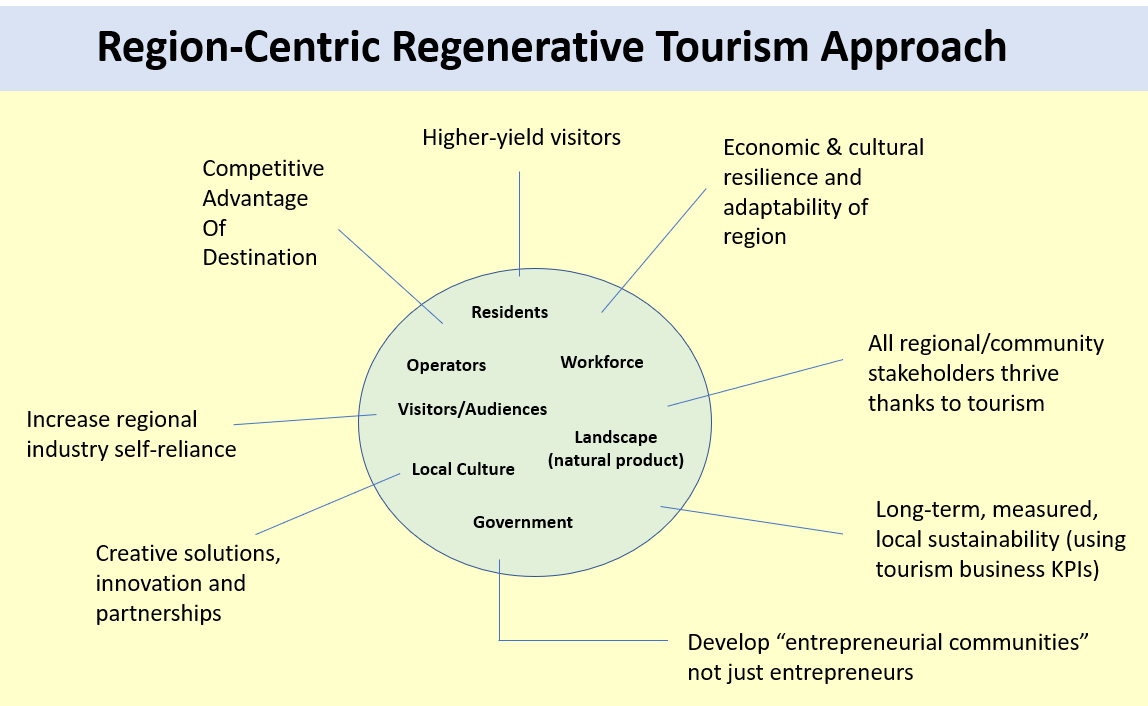 Region-Centric Regenerative Tourism Approach
Higher-yield visitors
Competitive
Advantage
Of
Destination
Economic & cultural
resilience and
adaptability of
region
Residents
Operators
Workforce
Visitors/Audiences
Landscape
(natural product)
Local Culture
Government
All regional/community
stakeholders thrive
thanks to tourism
Increase regional
industry self-reliance
Long-term, measured,
local sustainability (using
tourism business KPIs)
Creative solutions,
innovation and
partnerships
Develop “entrepreneurial communities”
not just entrepreneurs